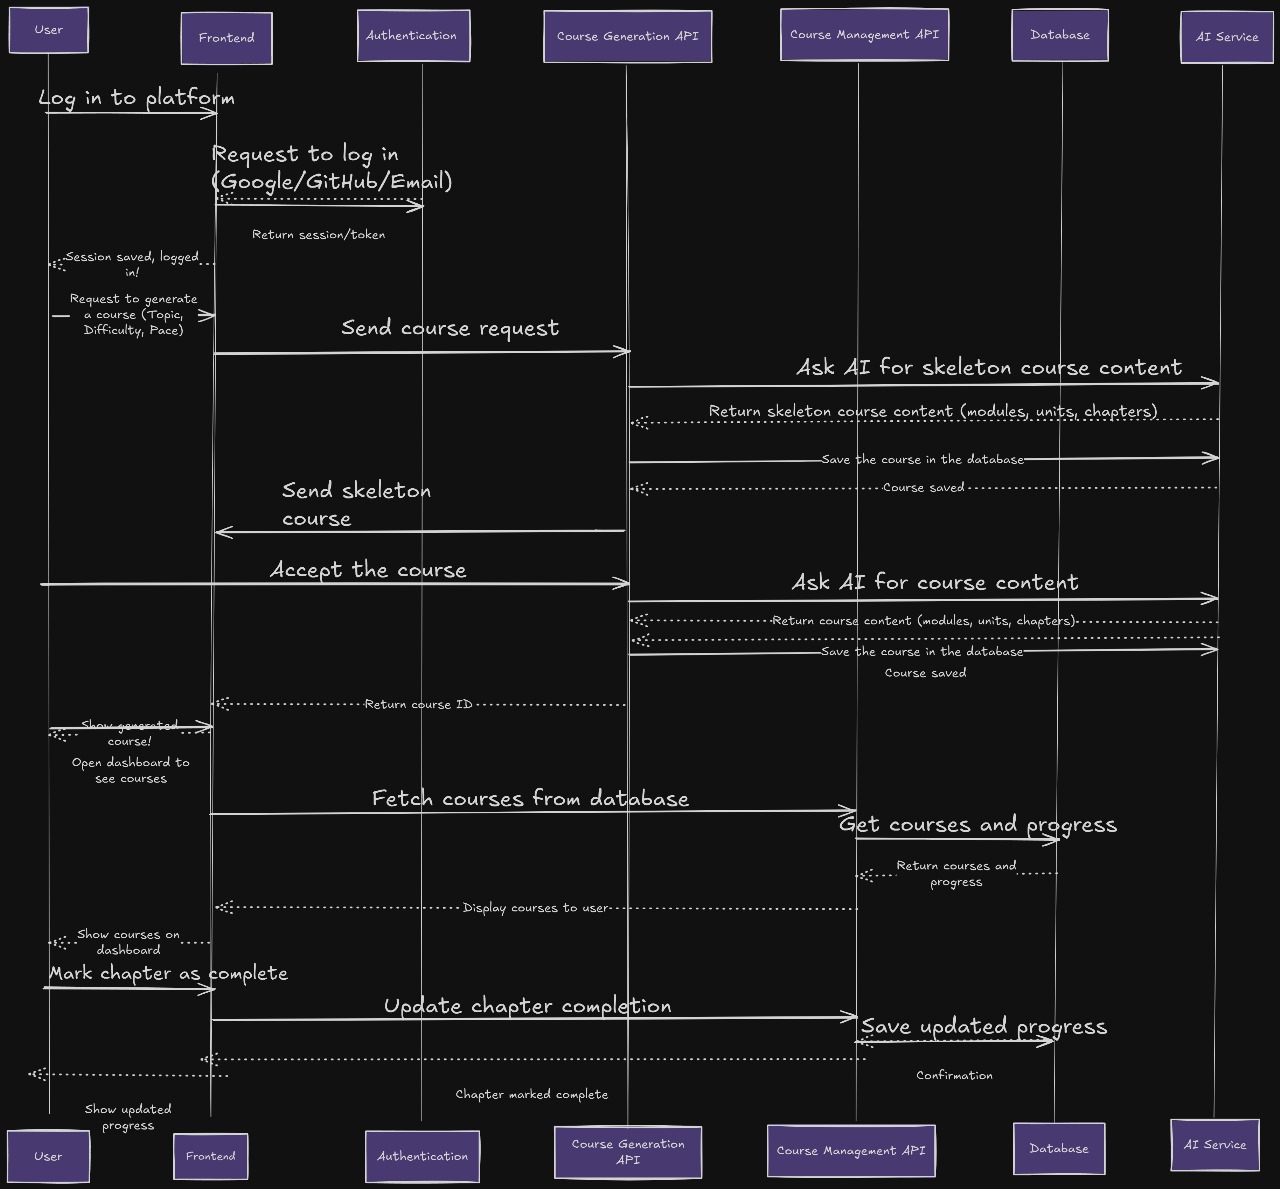 User
Frontend
Authentication
Course Generation API
Course Management API
Database
AI Service
Log in to platform
Request to log in
(Google/GitHub/Email)
Return session/token
Session saved, logged
in!
Request to generate
a course (Topic,
Difficulty, Pace)
Send course request
Ask AI for skeleton course content
Return skeleton course content (modules, units, chapters)
Save the course in the database
Course saved
Send skeleton
course
Accept the course
Ask AI for course content
Return course content (modules, units, chapters)
Save the course in the database
Course saved
Return course ID
Show generated
course!
Open dashboard to
see courses
Fetch courses from database
Get courses and progress
Return courses and
progress
Display courses to user
Show courses on
dashboard
Mark chapter as complete
Update chapter completion
Save updated progress
Confirmation
Chapter marked complete
Show updated
progress
User
Frontend
Authentication
Course Generation
API
Course Management API
Database
AI Service